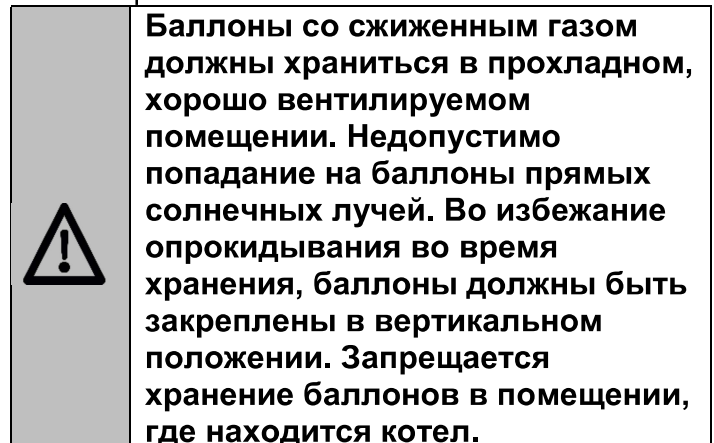 Баллоны со сжиженным газом
должны храниться в прохладном,
хорошо вентилируемом
помещении. Недопустимо
попадание на баллоны прямых
солнечных лучей. Во избежание
опрокидывания во время
хранения, баллоны должны быть
закреплены в вертикальном
положении. Запрещается
хранение баллонов в помещении,
где находится котел.